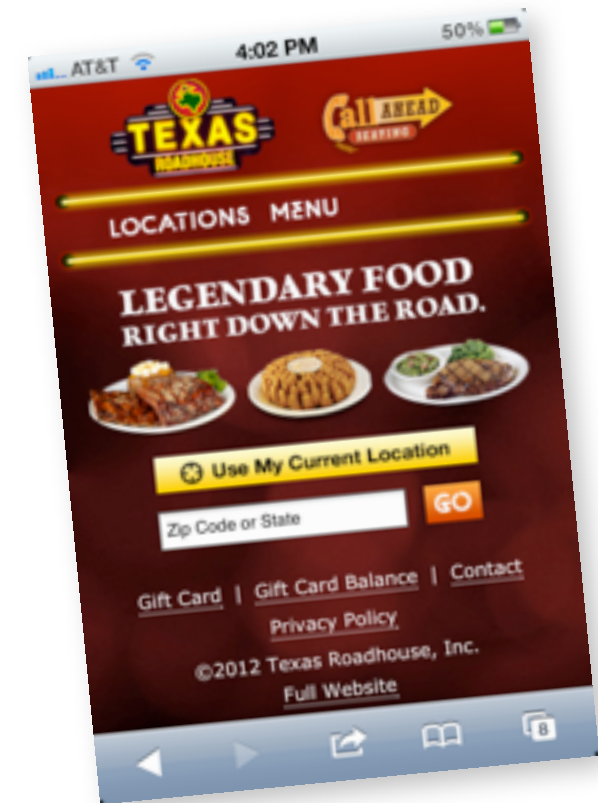 AT&T 4:02 PM 50%
TEXAS
ROADHOUSE
Call AHEAD
SEATING
LOCATIONS MENU
LEGENDARY FOOD
RIGHT DOWN THE ROAD.
Use My Current Location
Zip Code or State GO
Gift Card | Gift Card Balance | Contact
Privacy Policy
©2012 Texas Roadhouse, Inc.
Full Website
8